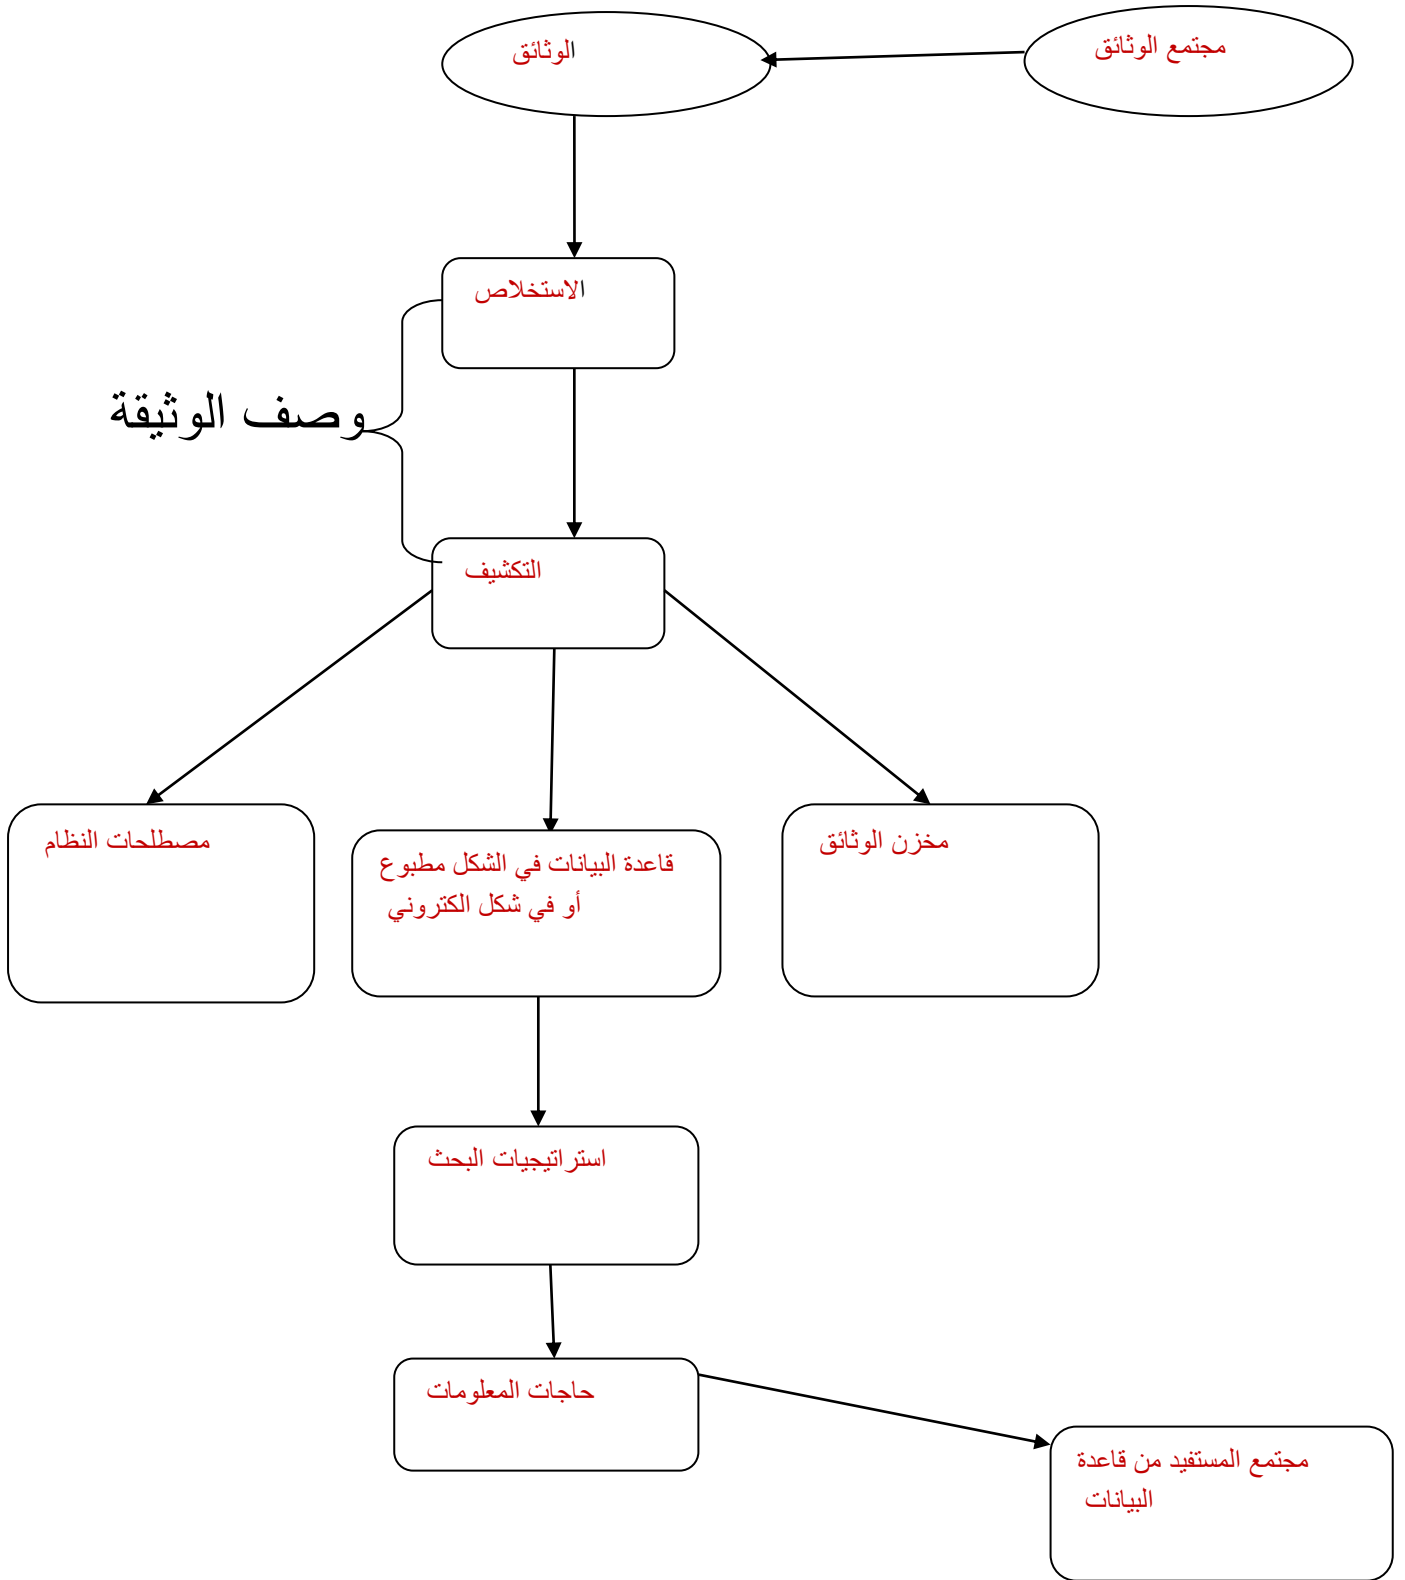 مجتمع الوثائق
الوثائق
الاستخلاص
وصف الوثيقة
التكشيف
مخزن الوثائق
قاعدة البيانات في الشكل مطبوع
أو في شكل الكتروني
مصطلحات النظام
استراتيجيات البحث
حاجات المعلومات
مجتمع المستفيد من قاعدة
البيانات